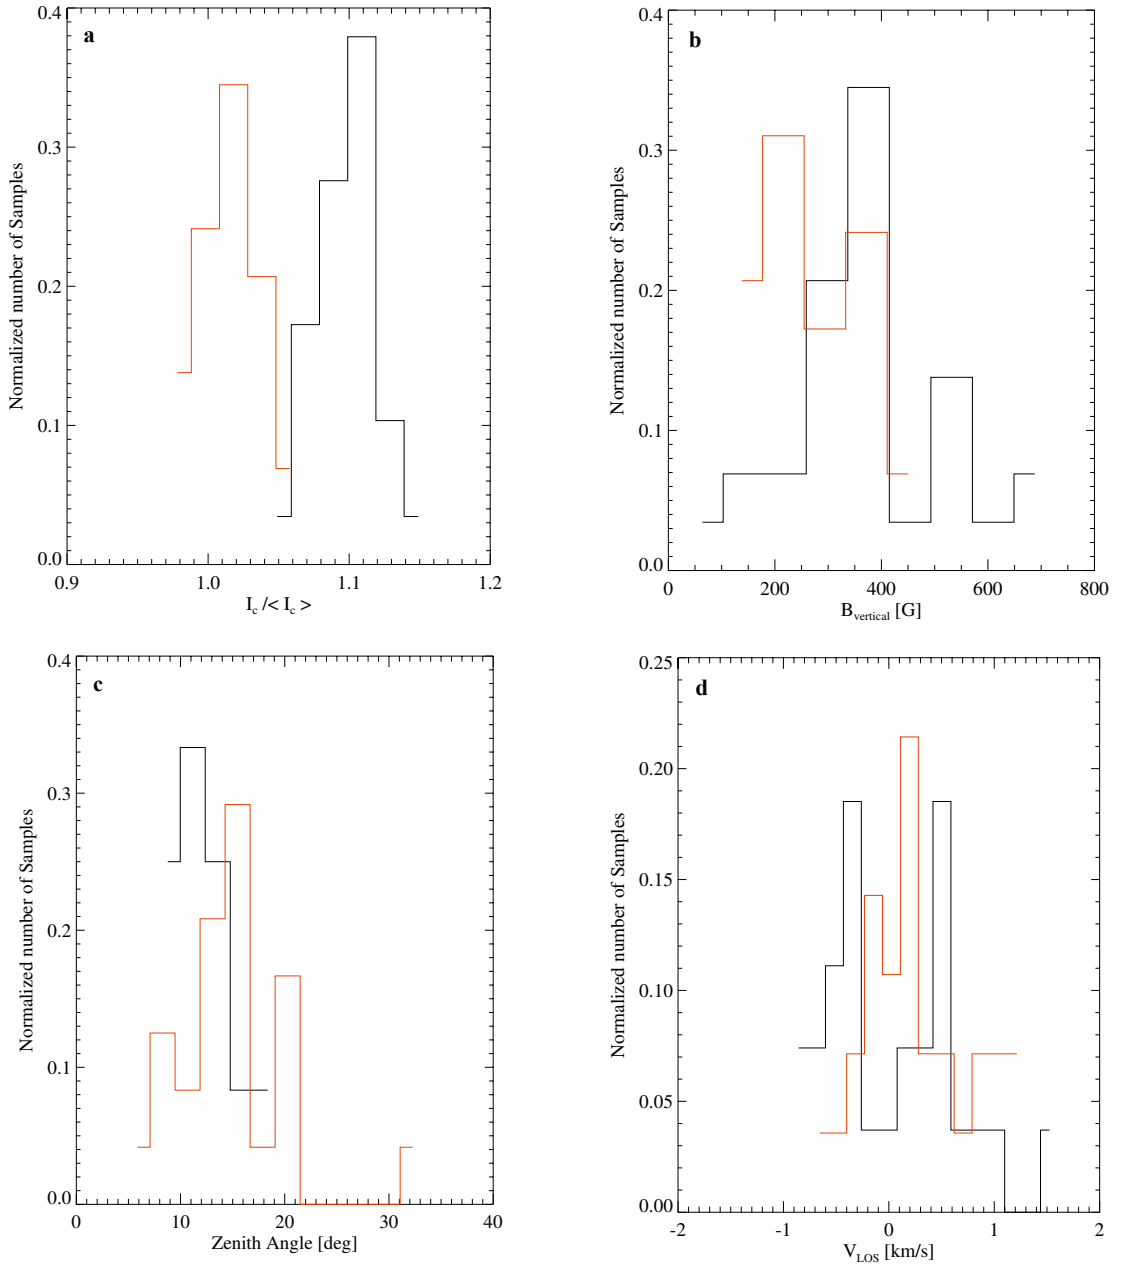 a
0.4
0.3
0.2
0.1
0.0
Normalized number of Samples
0.9 1.0 1.1 1.2
I_c /< I_c >
b
0.4
0.3
0.2
0.1
0.0
Normalized number of Samples
0 200 400 600 800
B_vertical [G]
c
0.4
0.3
0.2
0.1
0.0
Normalized number of Samples
0 10 20 30 40
Zenith Angle [deg]
d
0.25
0.20
0.15
0.10
0.05
0.00
Normalized number of Samples
-2 -1 0 1 2
V_LOS [km/s]